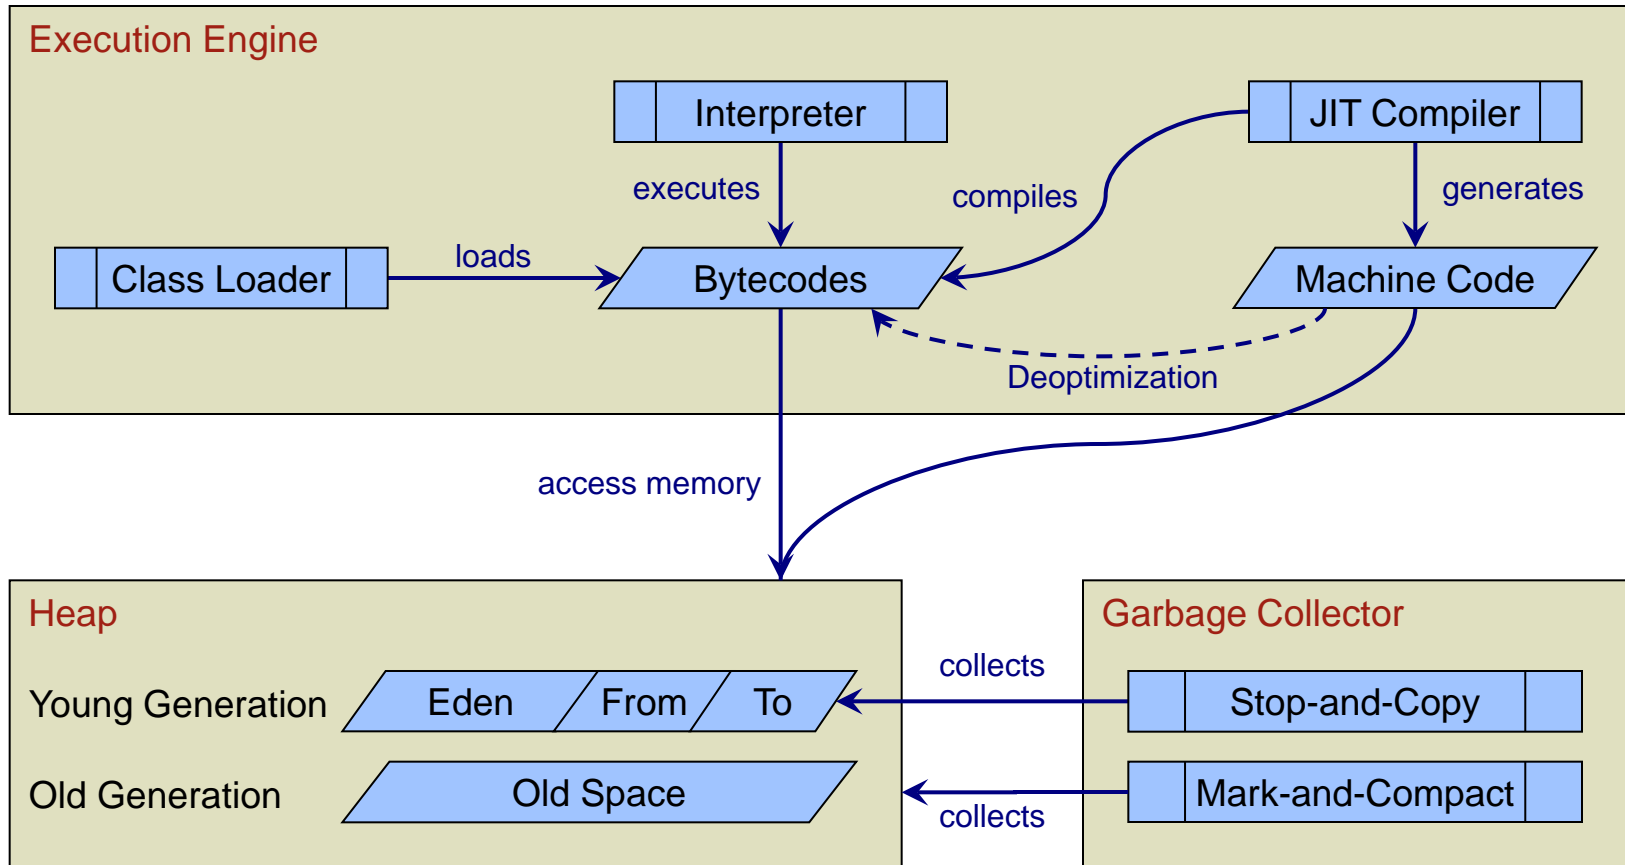 Execution Engine
Interpreter
JIT Compiler
executes
compiles
generates
loads
Class Loader
Bytecodes
Machine Code
Deoptimization
access memory
Heap
Garbage Collector
collects
Young Generation
Eden
From
To
Stop-and-Copy
Old Generation
Old Space
Mark-and-Compact
collects